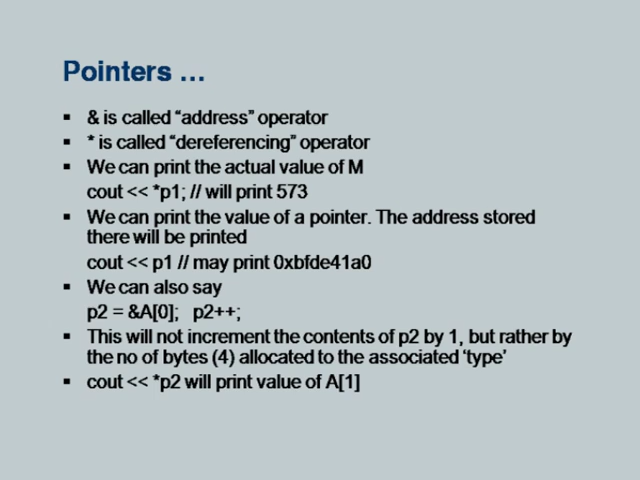 Pointers …
▪ & is called “address” operator
▪ * is called “dereferencing” operator
▪ We can print the actual value of M
cout << *p1; // will print 573
▪ We can print the value of a pointer. The address stored
there will be printed
cout << p1 // may print 0xbfde41a0
▪ We can also say
p2 = &A[0]; p2++;
▪ This will not increment the contents of p2 by 1, but rather by
the no of bytes (4) allocated to the associated ‘type’
▪ cout << *p2 will print value of A[1]